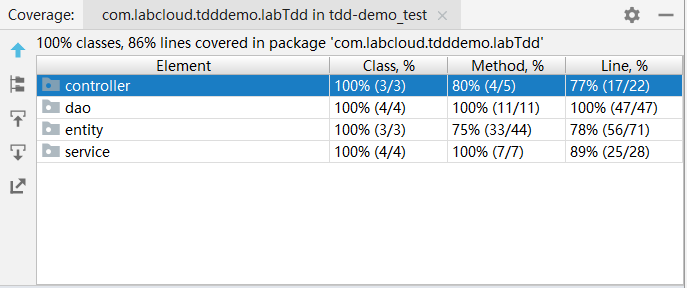 Coverage: com.labcloud.tdddemo.labTdd in tdd-demo_test ×
100% classes, 86% lines covered in package 'com.labcloud.tdddemo.labTdd'
Element Class, % Method, % Line, %
controller 100% (3/3) 80% (4/5) 77% (17/22)
dao 100% (4/4) 100% (11/11) 100% (47/47)
entity 100% (3/3) 75% (33/44) 78% (56/71)
service 100% (4/4) 100% (7/7) 89% (25/28)